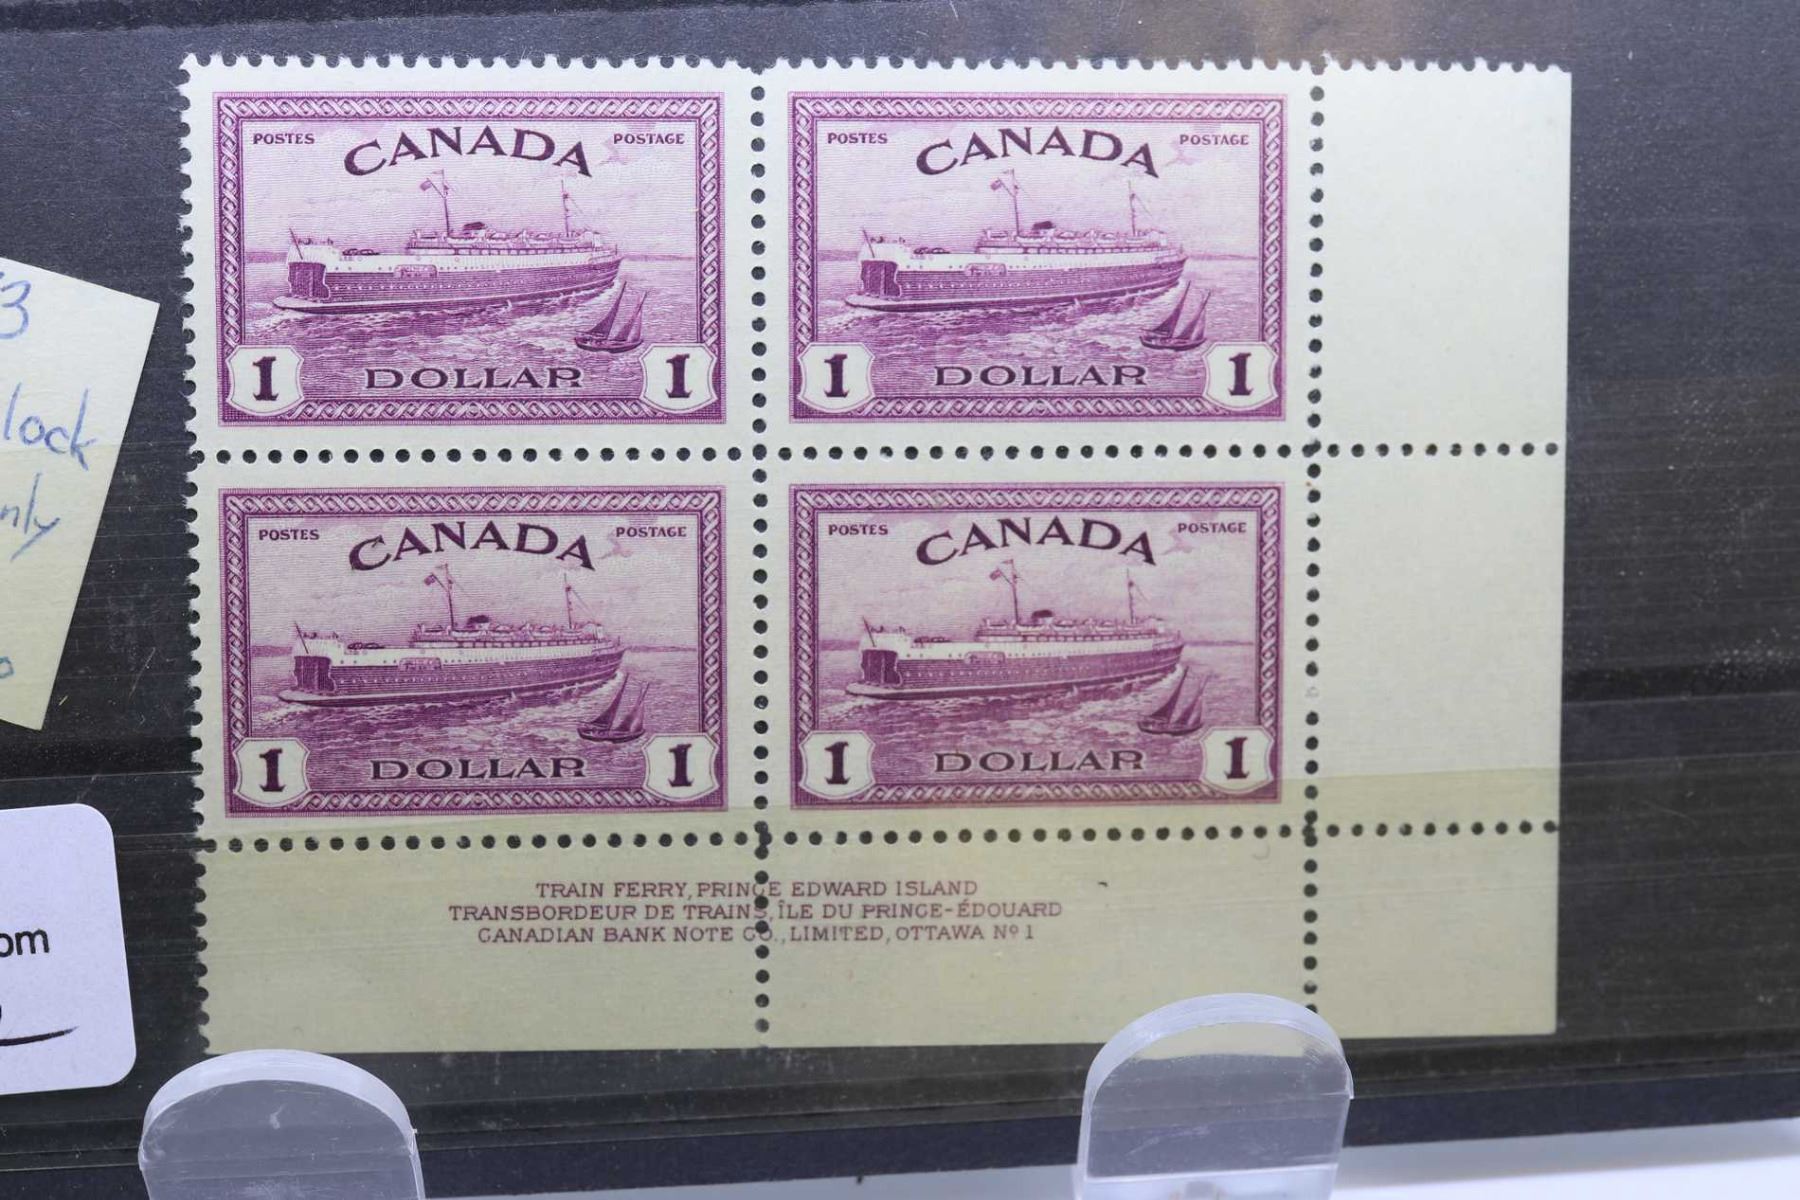 POSTES CANADA POSTAGE
1 DOLLAR 1
POSTES CANADA POSTAGE
1 DOLLAR 1
POSTES CANADA POSTAGE
1 DOLLAR 1
POSTES CANADA POSTAGE
1 DOLLAR 1
TRAIN FERRY, PRINCE EDWARD ISLAND
TRANSBORDEUR DE TRAINS, ÎLE DU PRINCE-ÉDOUARD
CANADIAN BANK NOTE CO., LIMITED, OTTAWA Nº 1
3
lock
nly
om